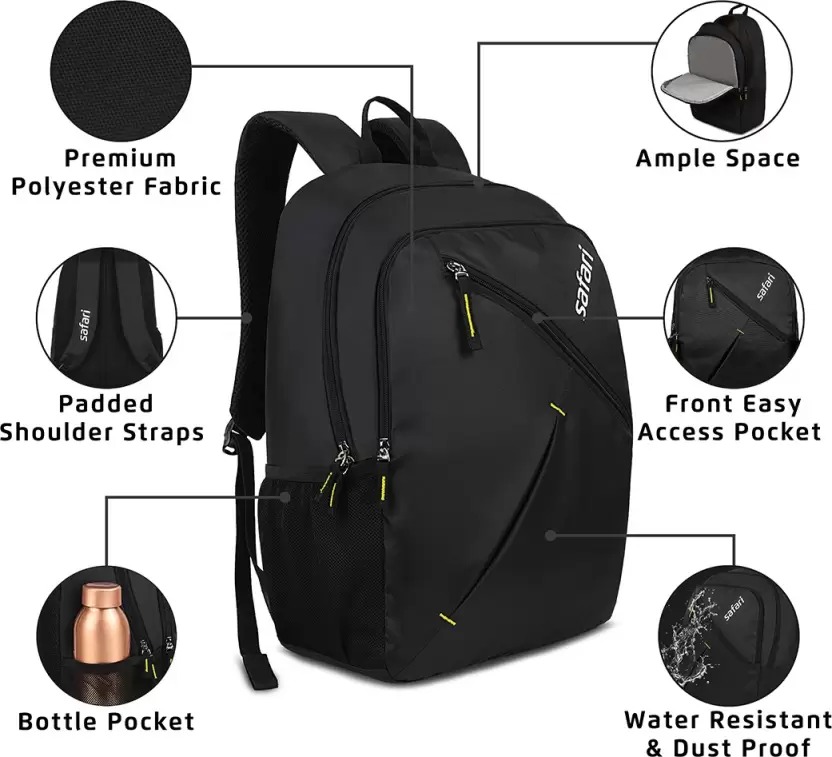 Premium
Polyester Fabric
Ample Space
safari
safari
safari
Padded
Shoulder Straps
Front Easy
Access Pocket
safari
Bottle Pocket
Water Resistant
& Dust Proof